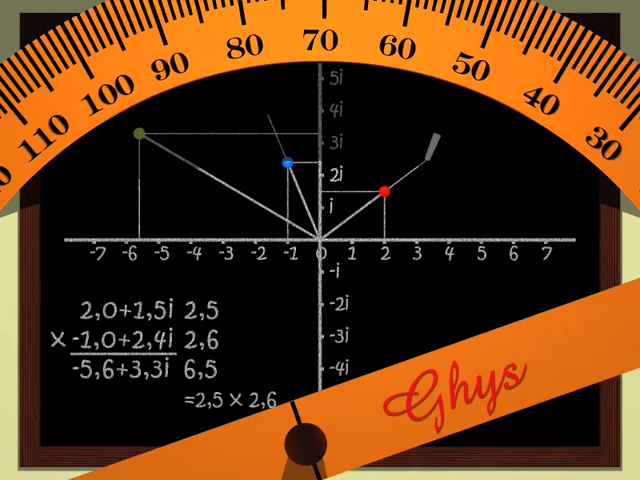 110 100 90 80 70 60 50 40 30
5i
4i
3i
2i
i
-7 -6 -5 -4 -3 -2 -1 0 1 2 3 4 5 6 7
-i
-2i
-3i
-4i
2,0+1,5i 2,5
× -1,0+2,4i 2,6
-5,6+3,3i 6,5
=2,5 × 2,6
Ghys